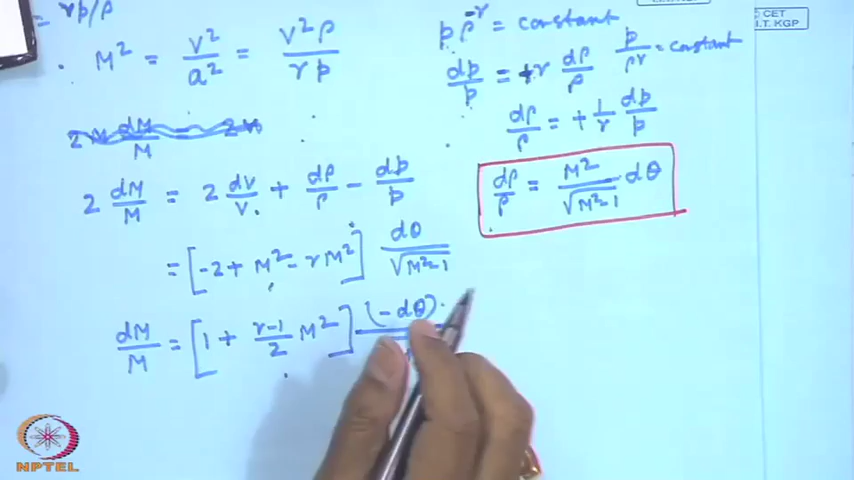 = γp/ρ
M² = V²/a² = V²ρ/γp
2 dM/M = 2 dV/V + dρ/ρ − dp/p
= [−2 + M² − γM²] dθ/√M²−1
dM/M = [1 + γ−1/2 M²] (−dθ)
pρ^−γ = constant
dp/p = +γ dρ/ρ
p/ρ^γ = constant
dρ/ρ = +1/γ dp/p
dρ/ρ = M²/√M²−1 dθ
© CET
I.T. KGP
NPTEL